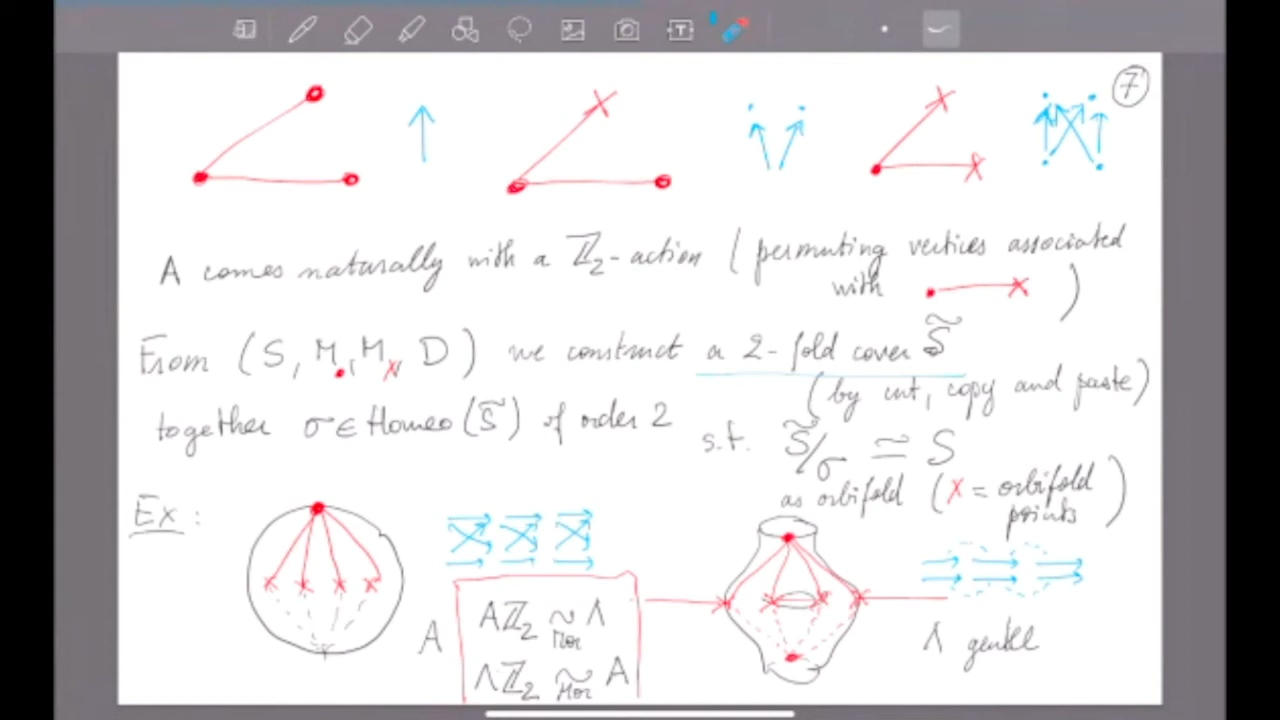 7
A comes naturally with a ℤ₂-action (permuting vertices associated
with •—× )
From (S, M•, M×, D) we construct a 2-fold cover S̃
(by cut, copy and paste)
together σ ∈ Homeo(S̃) of order 2 s.t. S̃/σ ≃ S
as orbifold (× = orbifold
points)
Ex :
A
Aℤ₂ ~Mor Λ
Λℤ₂ ~Mor A
Λ gentle